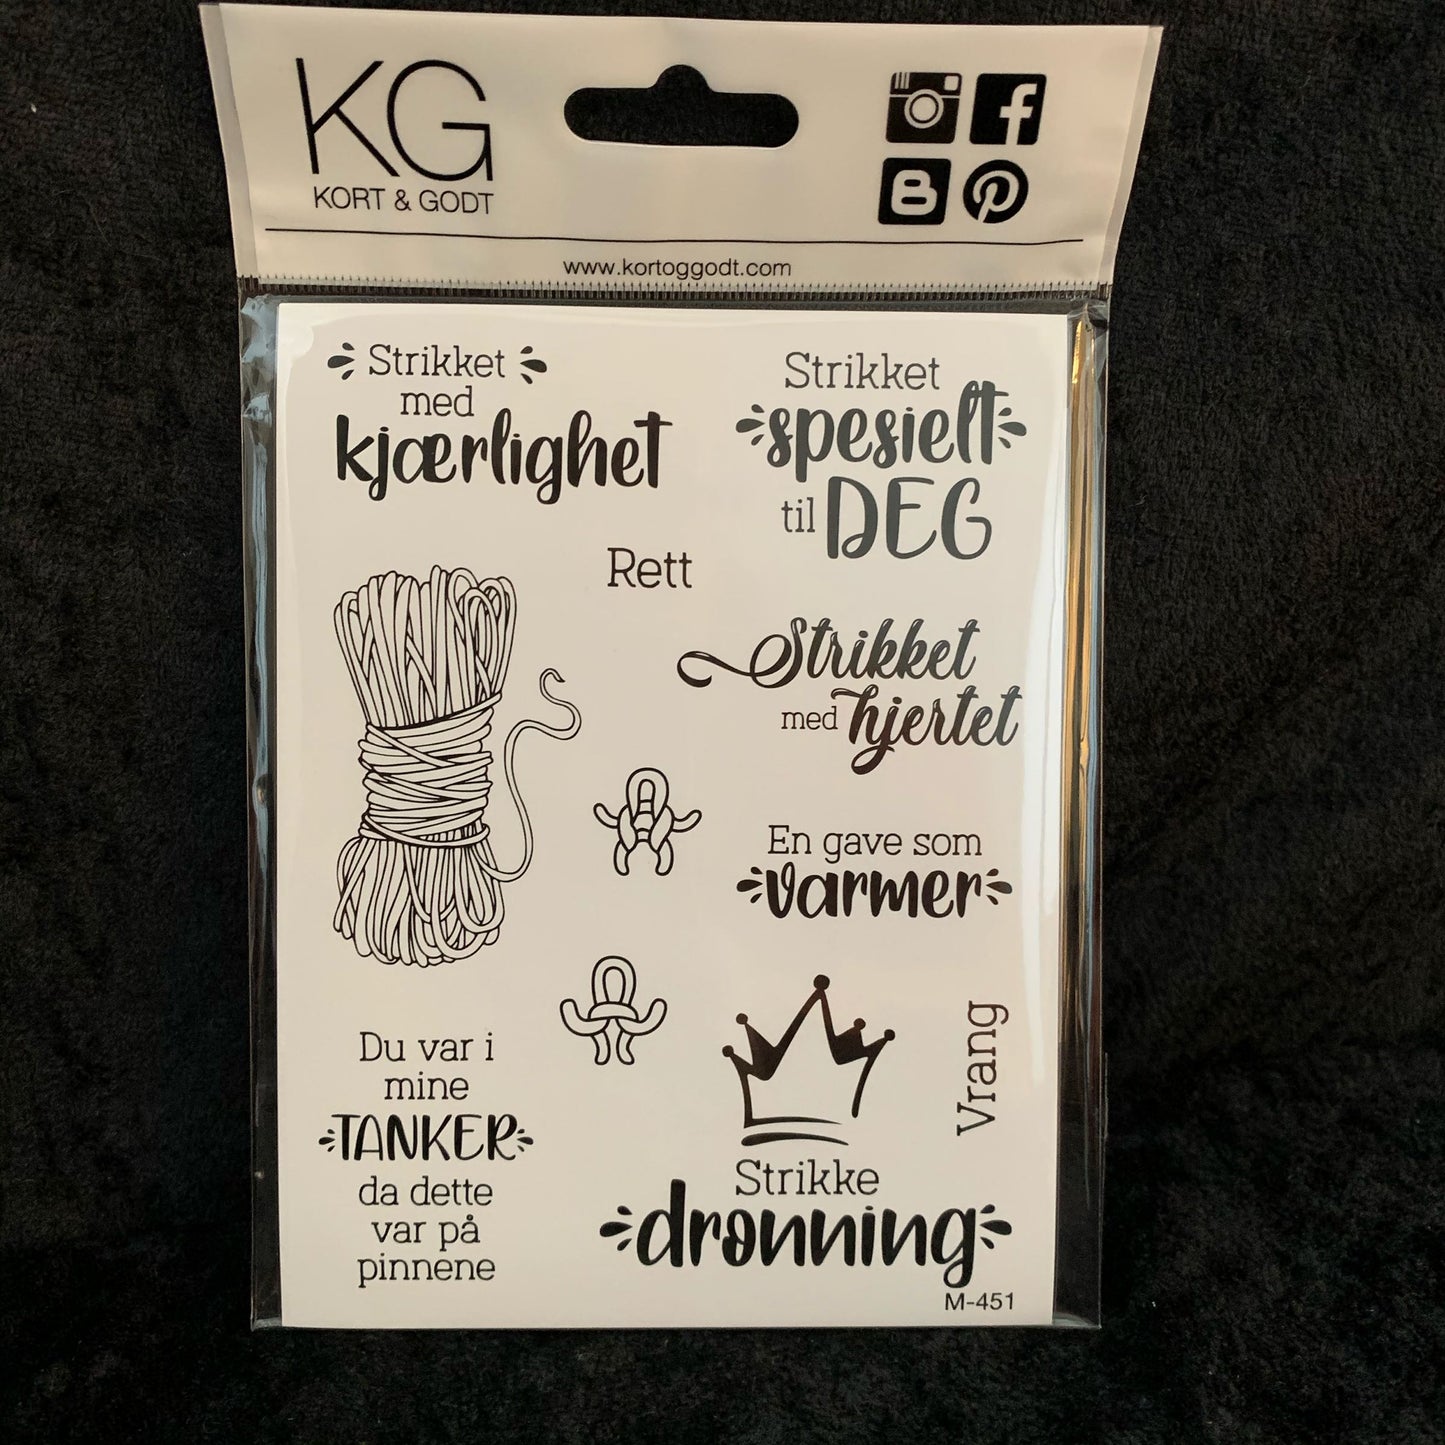 KG
KORT & GODT
www.kortoggodt.com
Strikket
med
kjærlighet
Strikket
spesielt
til DEG
Rett
Strikket
med hjertet
En gave som
varmer
Du var i
mine
TANKER
da dette
var på
pinnene
Vrang
Strikke
drønning
M-451